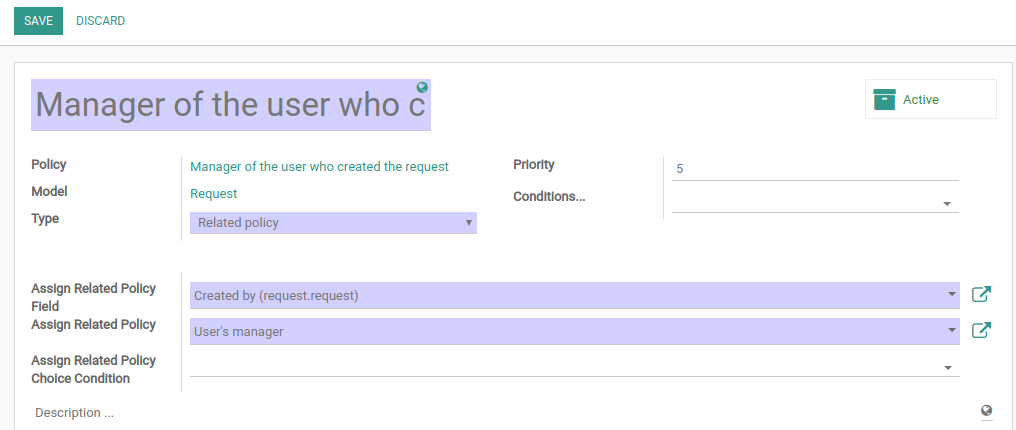 SAVE DISCARD
Manager of the user who c
Active
Policy Manager of the user who created the request
Model Request
Type Related policy
Priority 5
Conditions...
Assign Related Policy
Field
Created by (request.request)
Assign Related Policy User's manager
Assign Related Policy
Choice Condition
Description ...